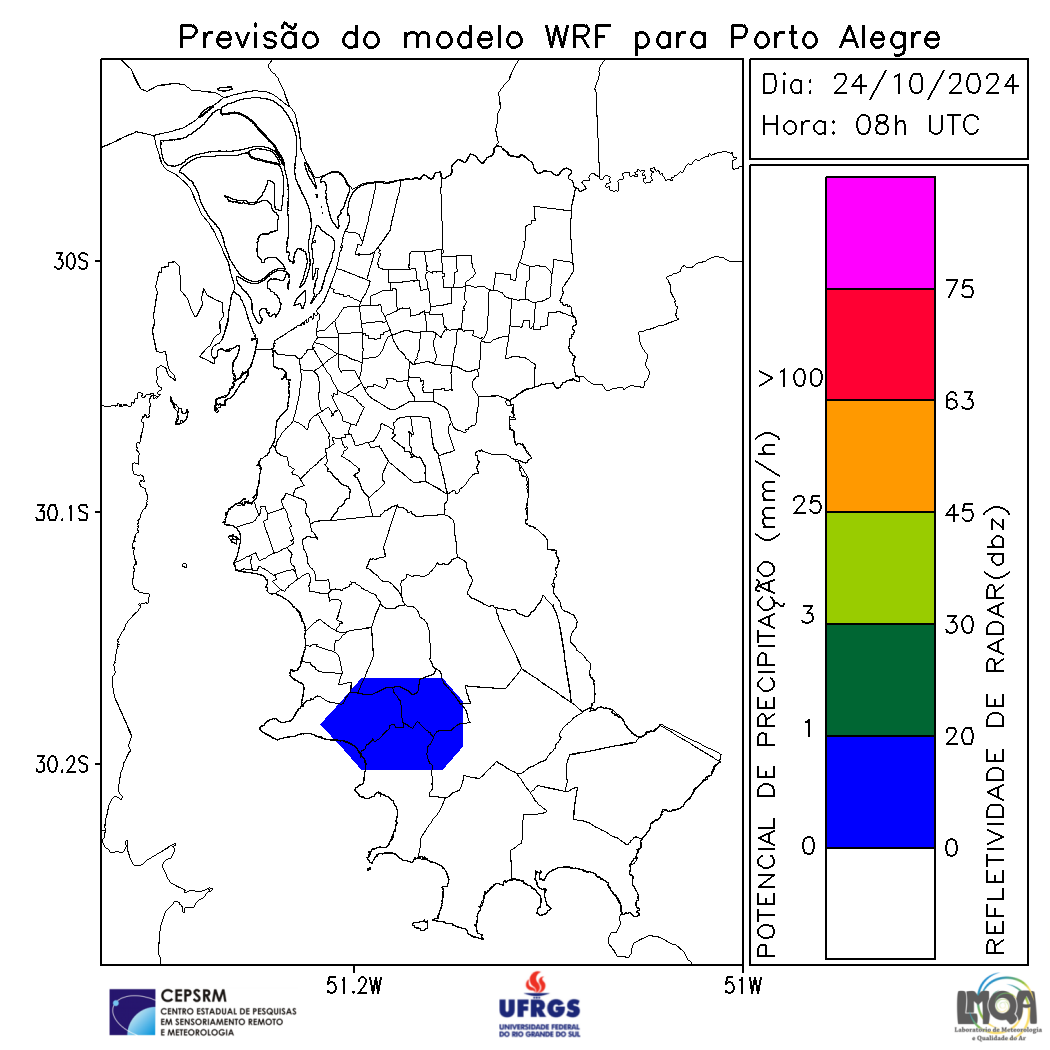 Previsão do modelo WRF para Porto Alegre
Dia: 24/10/2024
Hora: 08h UTC
30S
30.1S
30.2S
51.2W
51W
POTENCIAL DE PRECIPITAÇÃO (mm/h)
>100
25
3
1
0
75
63
45
30
20
0
REFLETIVIDADE DE RADAR(dbz)
CEPSRM
CENTRO ESTADUAL DE PESQUISAS
EM SENSORIAMENTO REMOTO
E METEOROLOGIA
UFRGS
UNIVERSIDADE FEDERAL
DO RIO GRANDE DO SUL
LMQA
Laboratório de Meteorologia
e Qualidade do Ar